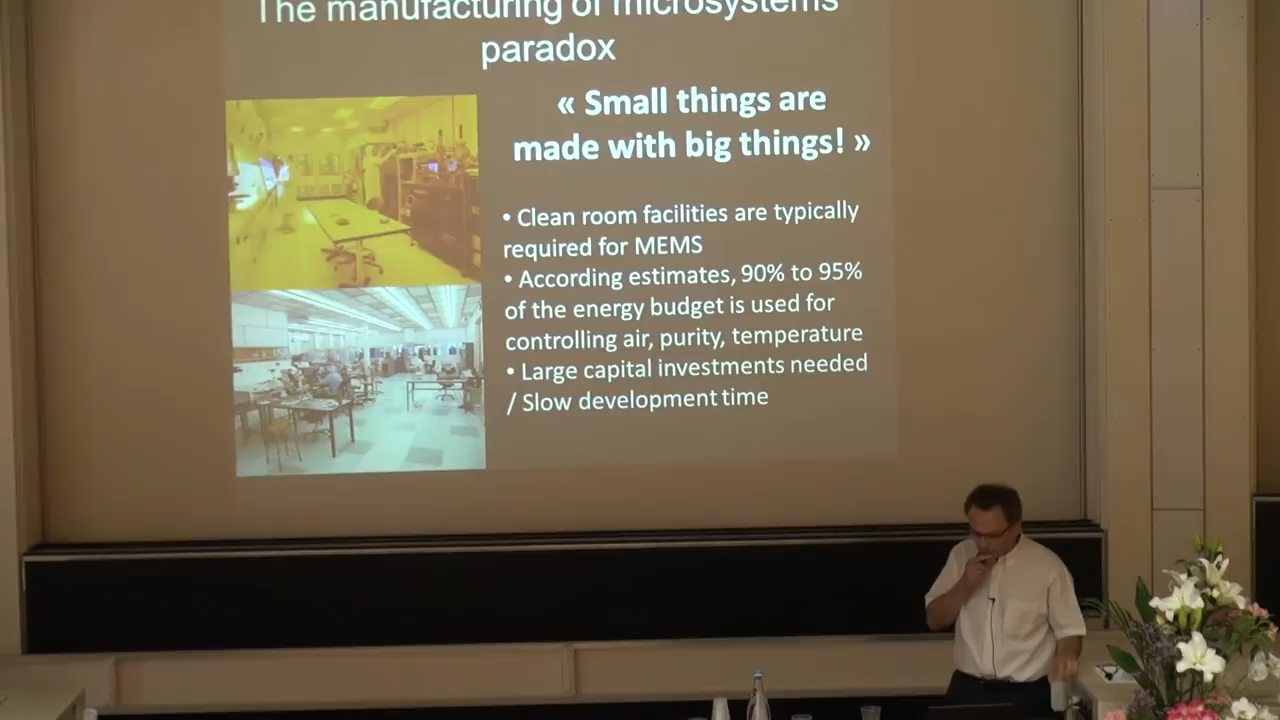 The manufacturing of microsystems
paradox
« Small things are
made with big things! »
• Clean room facilities are typically
required for MEMS
• According estimates, 90% to 95%
of the energy budget is used for
controlling air, purity, temperature
• Large capital investments needed
/ Slow development time